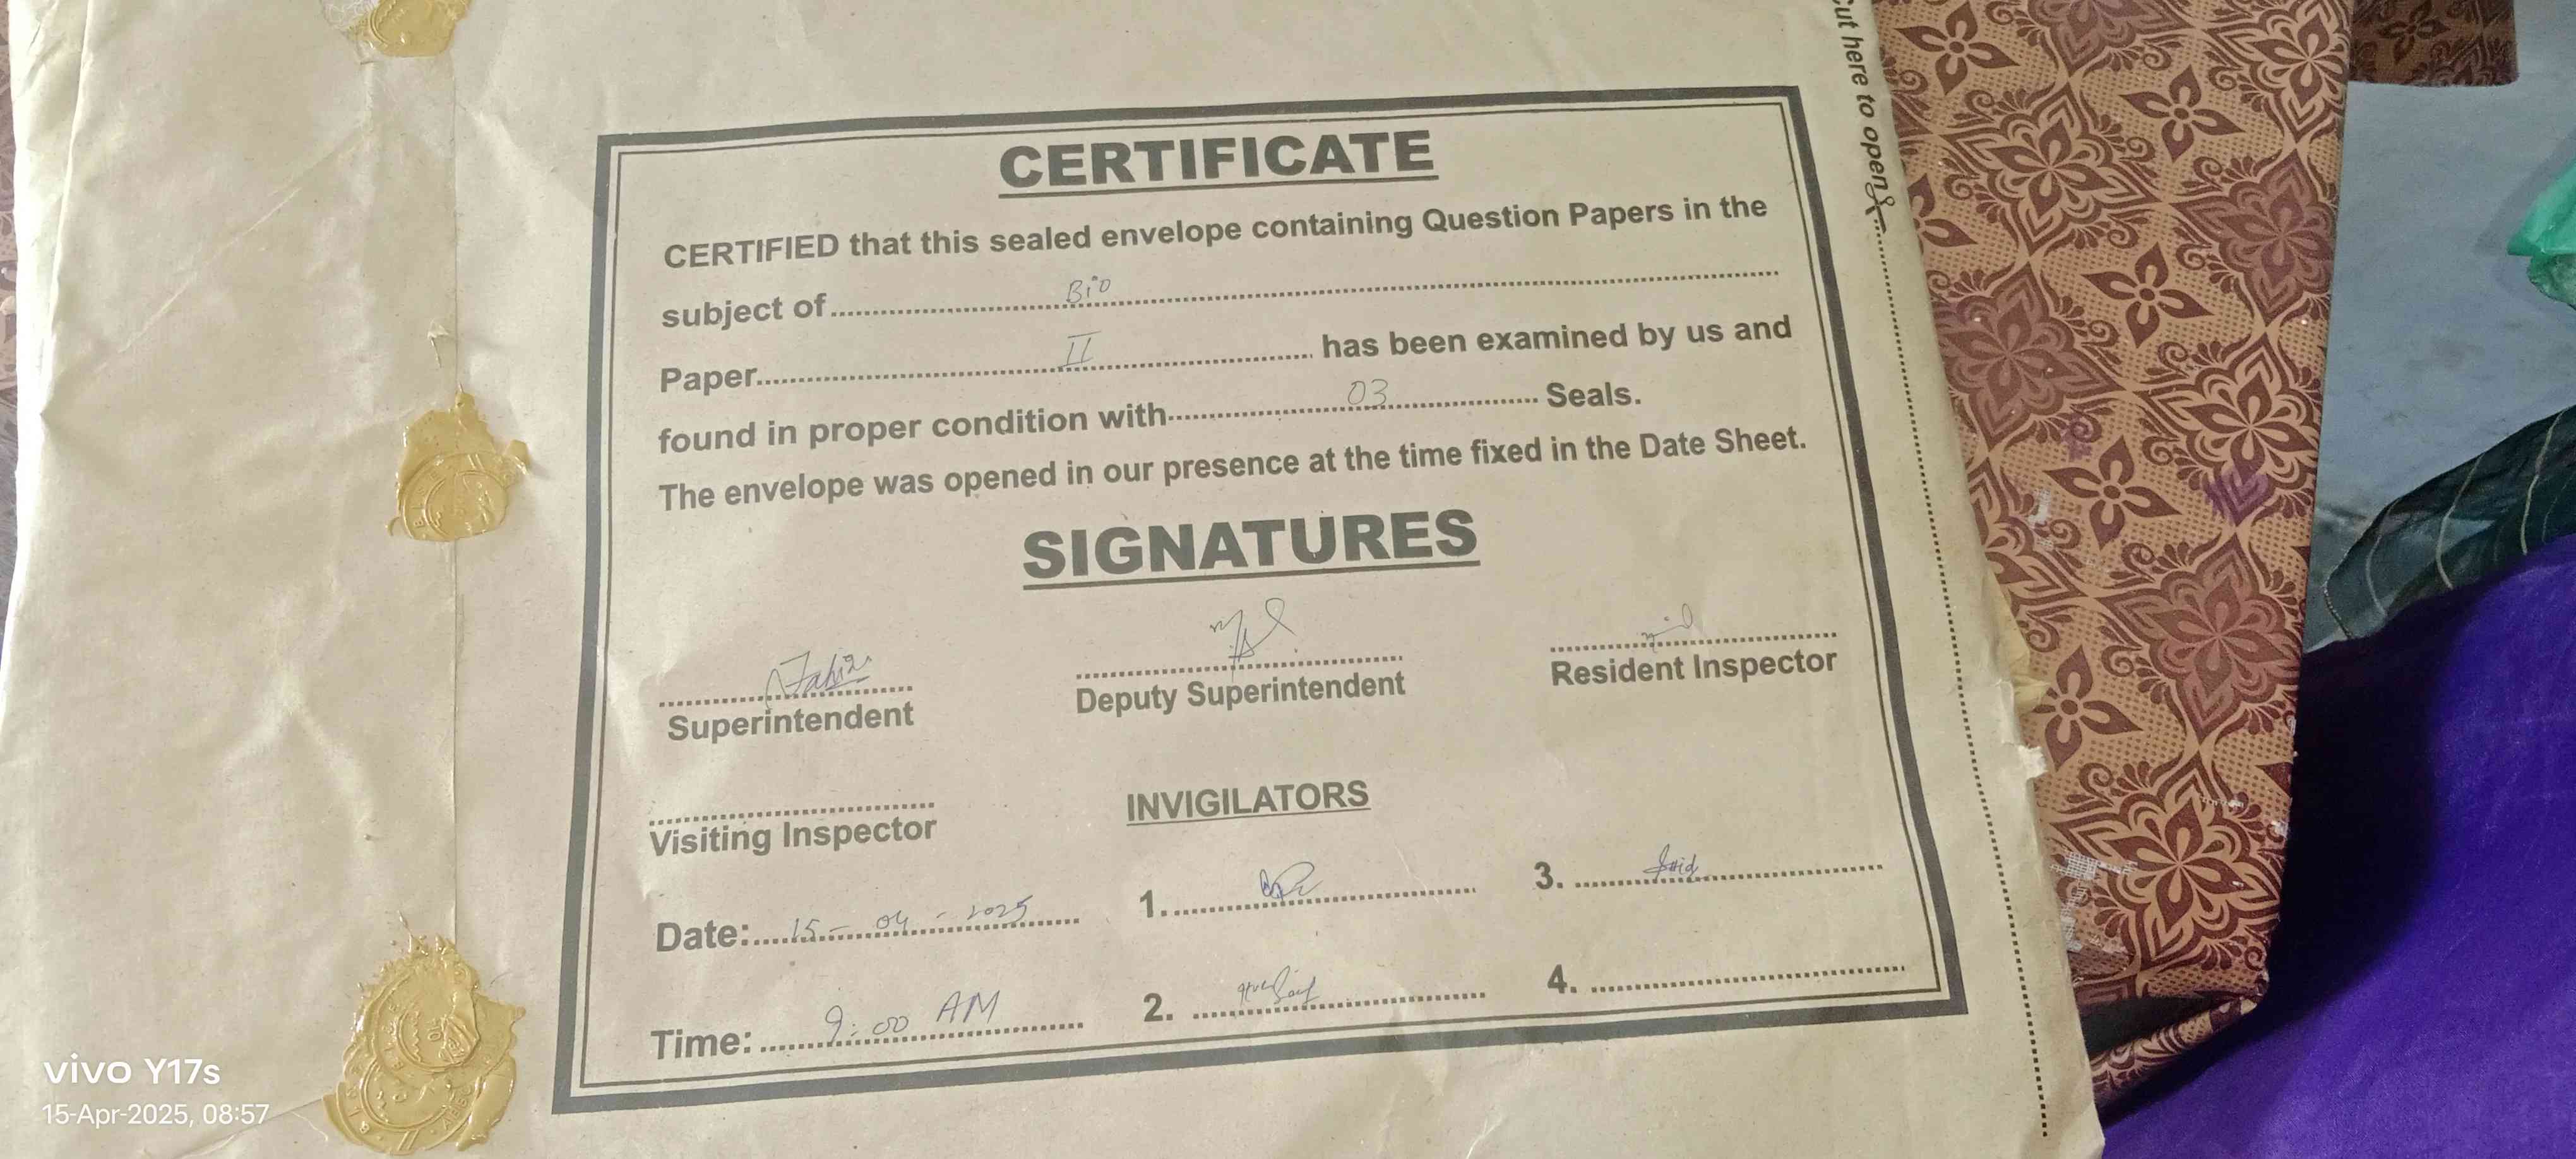 Cut here to open
CERTIFICATE
CERTIFIED that this sealed envelope containing Question Papers in the
subject of Bio
Paper II has been examined by us and
found in proper condition with 03 Seals.
The envelope was opened in our presence at the time fixed in the Date Sheet.
SIGNATURES
Superintendent Deputy Superintendent Resident Inspector
Visiting Inspector INVIGILATORS
Date: 15-04-2025 1. 3.
Time: 9:00 AM 2. 4.
vivo Y17s
15-Apr-2025, 08:57